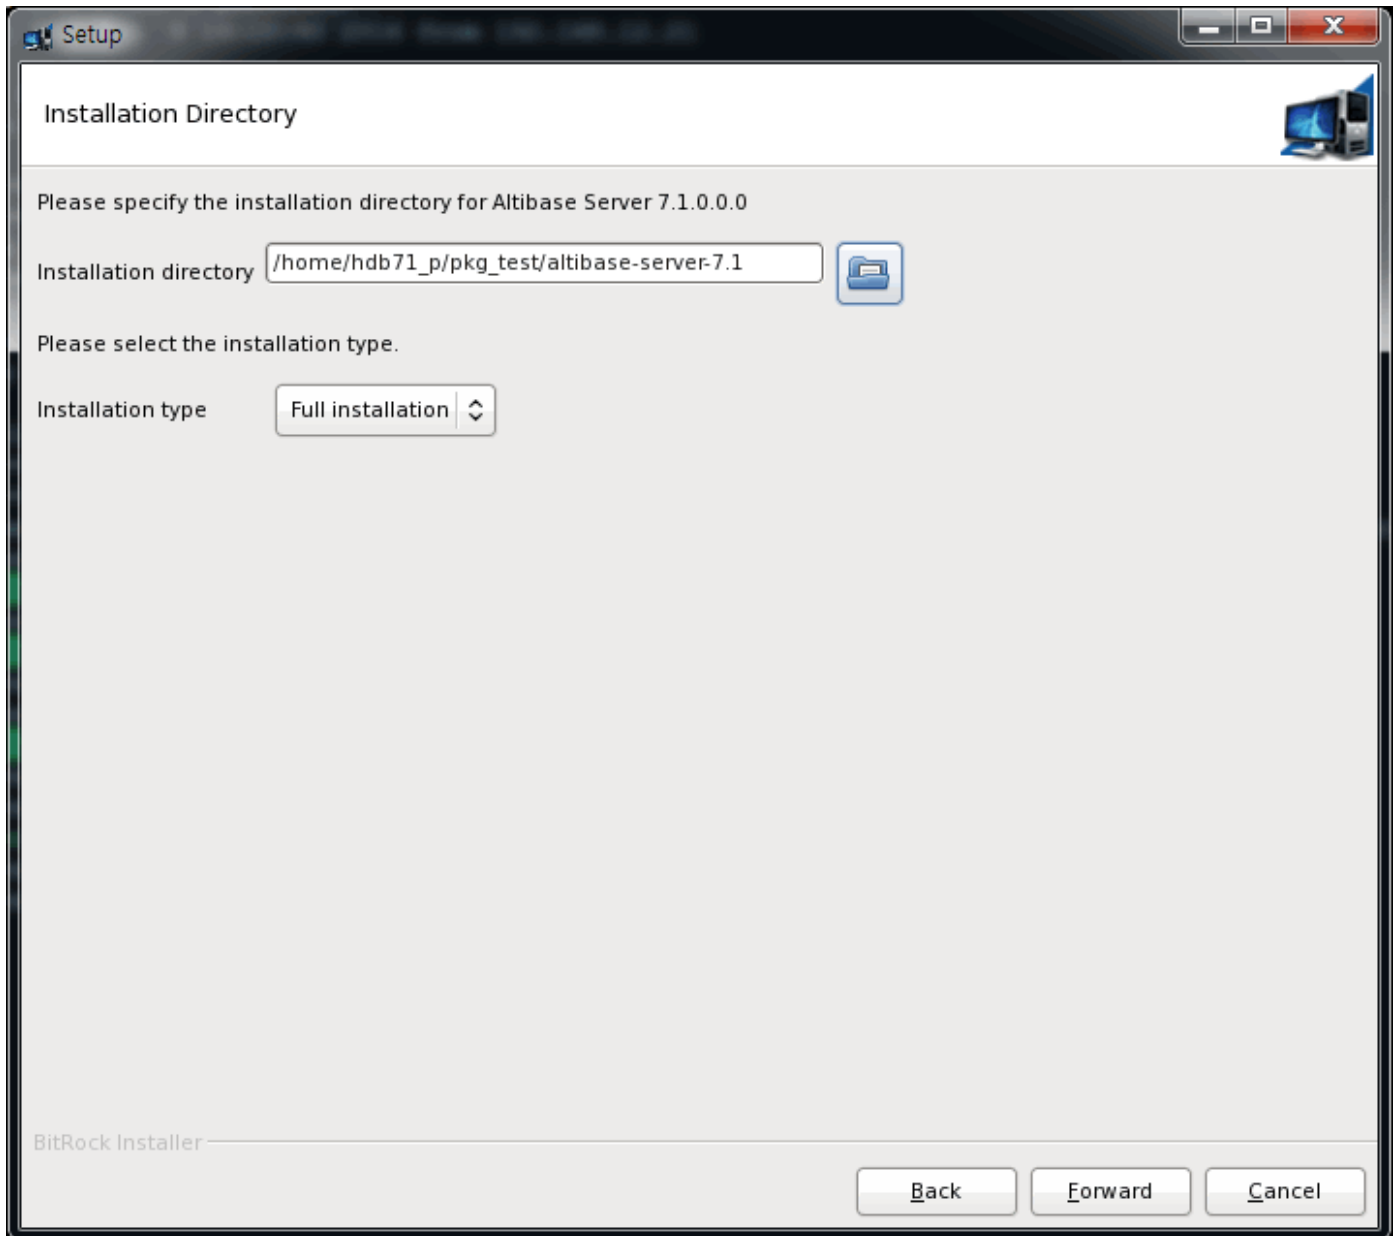 Setup
Installation Directory
Please specify the installation directory for Altibase Server 7.1.0.0.0
Installation directory /home/hdb71_p/pkg_test/altibase-server-7.1
Please select the installation type.
Installation type Full installation
BitRock Installer
Back Forward Cancel